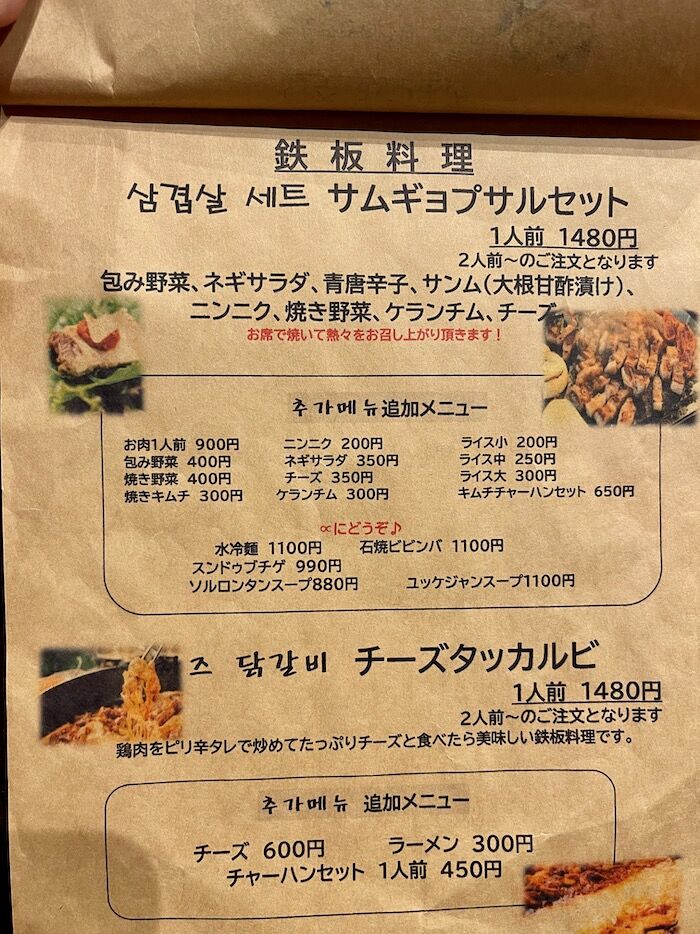 鉄板料理
삼겹살 세트 サムギョプサルセット
1人前 1480円
2人前～のご注文となります
包み野菜、ネギサラダ、青唐辛子、サンム(大根甘酢漬け)、
ニンニク、焼き野菜、ケランチム、チーズ
お席で焼いて熱々をお召し上がり頂きます!
추가메뉴追加メニュー
お肉1人前 900円 ニンニク 200円 ライス小 200円
包み野菜 400円 ネギサラダ 350円 ライス中 250円
焼き野菜 400円 チーズ 350円 ライス大 300円
焼きキムチ 300円 ケランチム 300円 キムチチャーハンセット 650円
∝にどうぞ♪
水冷麺 1100円 石焼ビビンバ 1100円
スンドゥブチゲ 990円
ソルロンタンスープ880円 ユッケジャンスープ1100円
즈 닭갈비 チーズタッカルビ
1人前 1480円
2人前～のご注文となります
鶏肉をピリ辛タレで炒めてたっぷりチーズと食べたら美味しい鉄板料理です。
추가메뉴 追加メニュー
チーズ 600円 ラーメン 300円
チャーハンセット 1人前 450円